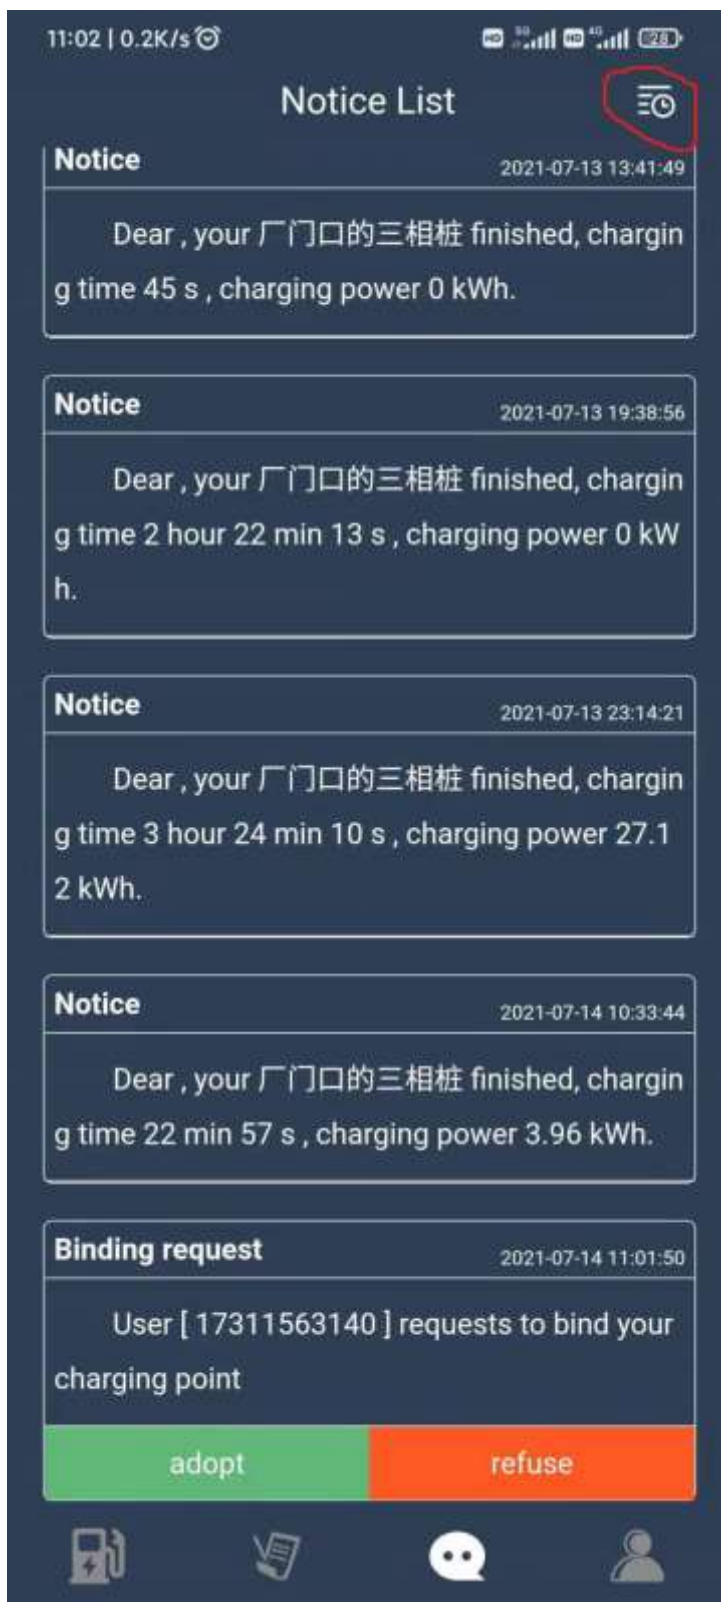 11:02 | 0.2K/s
HD 5G HD 4G 28
Notice List
Notice
2021-07-13 13:41:49
Dear , your 厂门口的三相桩 finished, chargin
g time 45 s , charging power 0 kWh.
Notice
2021-07-13 19:38:56
Dear , your 厂门口的三相桩 finished, chargin
g time 2 hour 22 min 13 s , charging power 0 kW
h.
Notice
2021-07-13 23:14:21
Dear , your 厂门口的三相桩 finished, chargin
g time 3 hour 24 min 10 s , charging power 27.1
2 kWh.
Notice
2021-07-14 10:33:44
Dear , your 厂门口的三相桩 finished, chargin
g time 22 min 57 s , charging power 3.96 kWh.
Binding request
2021-07-14 11:01:50
User [ 17311563140 ] requests to bind your
charging point
adopt
refuse